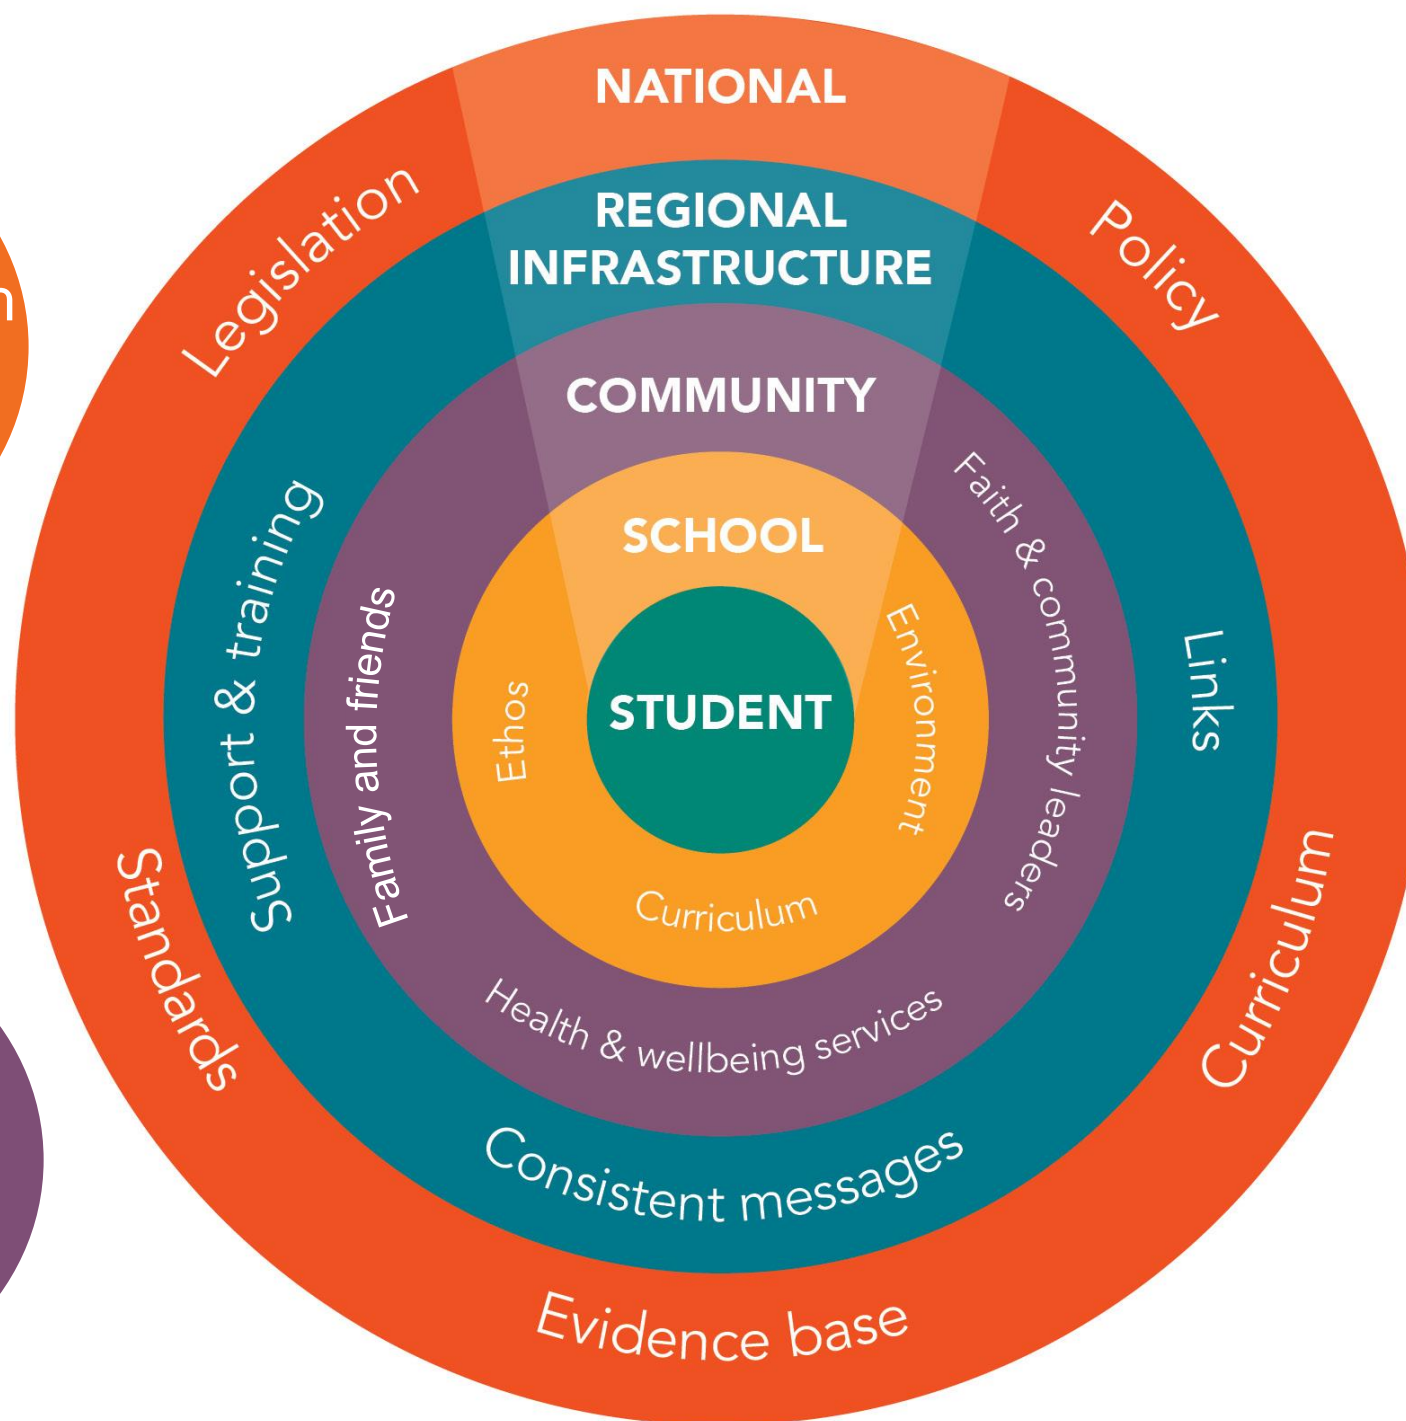 NATIONAL
Legislation
Policy
Standards
Curriculum
Evidence base
REGIONAL
INFRASTRUCTURE
Support & training
Links
Consistent messages
COMMUNITY
Family and friends
Faith & community leaders
Health & wellbeing services
SCHOOL
Ethos
Environment
Curriculum
STUDENT